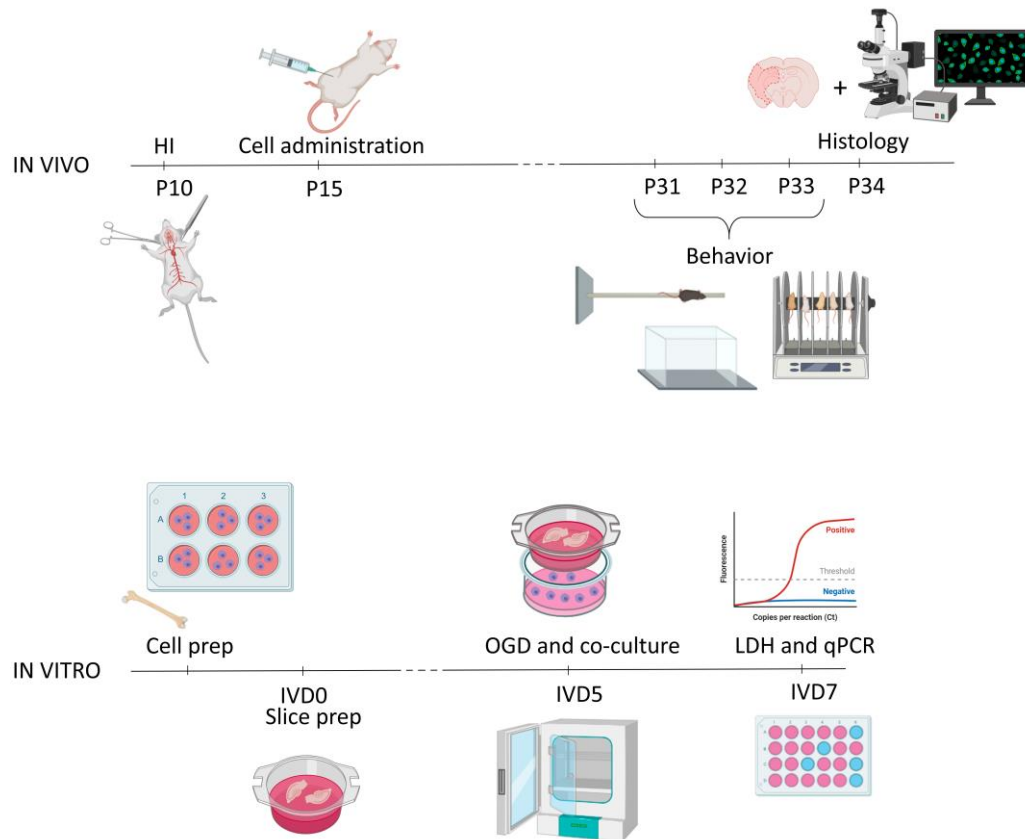 HI
Cell administration
Histology
IN VIVO
P10
P15
P31
P32
P33
P34
Behavior
1 2 3
A
B
Fluorescence
Positive
Threshold
Negative
Copies per reaction (Ct)
Cell prep
OGD and co-culture
LDH and qPCR
IN VITRO
IVD0
Slice prep
IVD5
IVD7